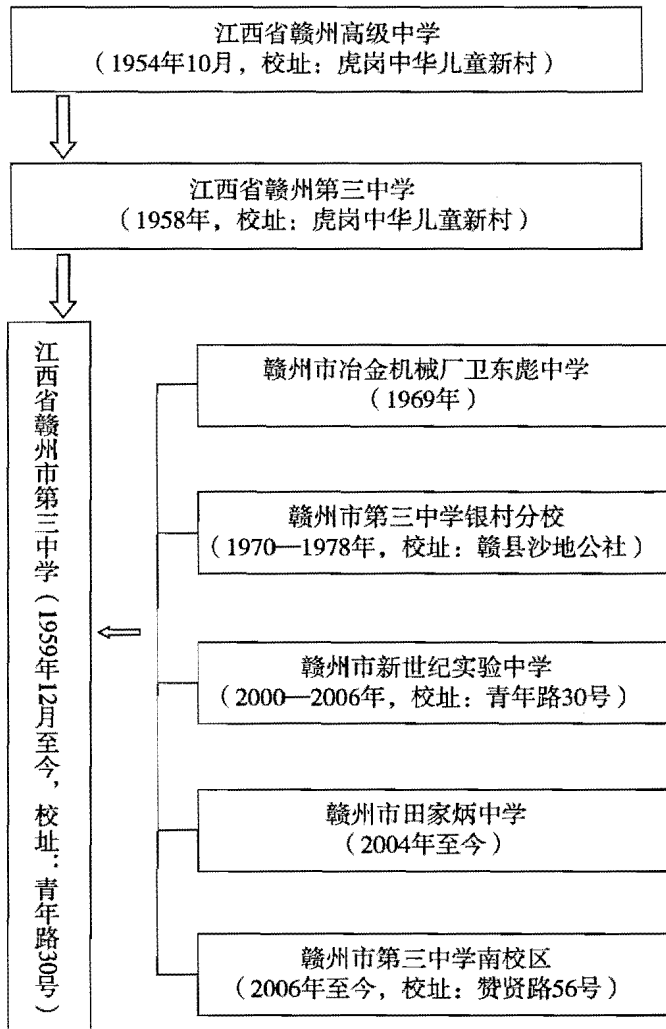 江西省赣州高级中学
（1954年10月，校址：虎岗中华儿童新村）
江西省赣州第三中学
（1958年，校址：虎岗中华儿童新村）
江西省赣州市第三中学（1959年12月至今，校址：青年路30号）
赣州市冶金机械厂卫东彪中学
（1969年）
赣州市第三中学银村分校
（1970—1978年，校址：赣县沙地公社）
赣州市新世纪实验中学
（2000—2006年，校址：青年路30号）
赣州市田家炳中学
（2004年至今）
赣州市第三中学南校区
（2006年至今，校址：赞贤路56号）